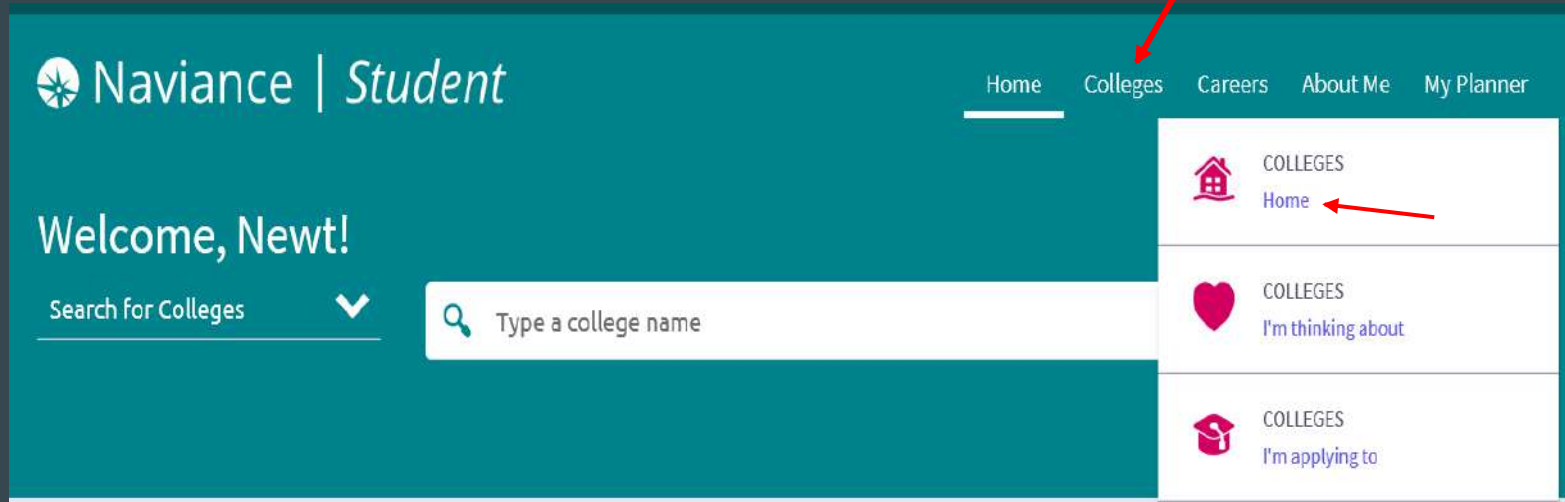 Naviance | Student
Home Colleges Careers About Me My Planner
COLLEGES
Home
Welcome, Newt!
Search for Colleges
Type a college name
COLLEGES
I'm thinking about
COLLEGES
I'm applying to